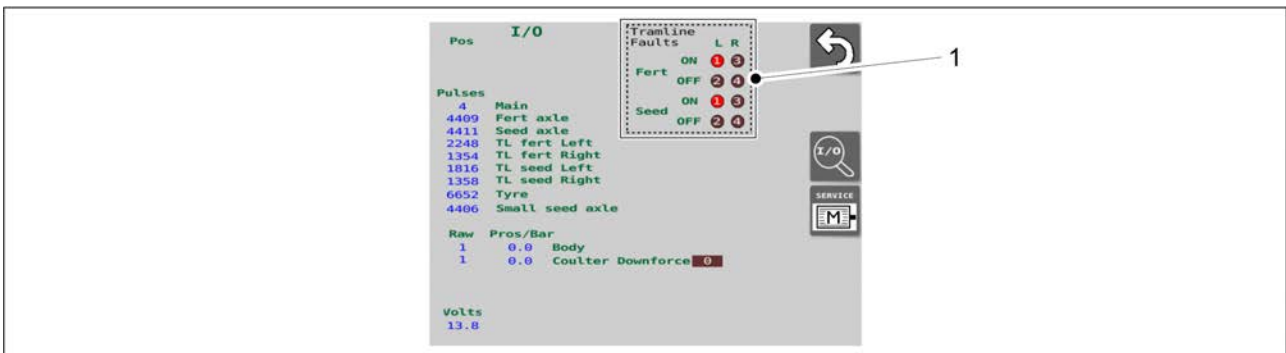 I/O
Pos
Tramline
Faults L R
ON 1 3
Fert
OFF 2 4
ON 1 3
Seed
OFF 2 4
1
Pulses
4 Main
4409 Fert axle
4411 Seed axle
2248 TL fert Left
1354 TL fert Right
1816 TL seed Left
1358 TL seed Right
6652 Tyre
4406 Small seed axle
I/O
SERVICE
M
Raw Pros/Bar
1 0.0 Body
1 0.0 Coulter Downforce 0
Volts
13.8